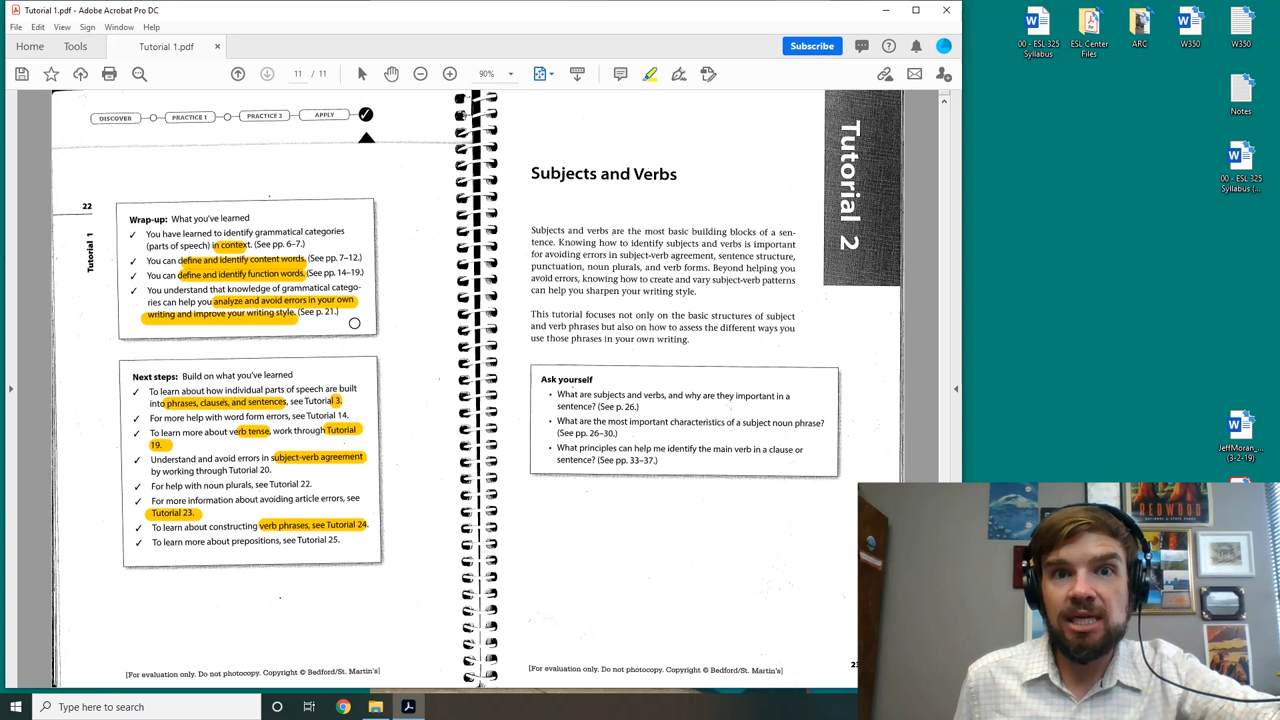 Tutorial 1.pdf - Adobe Acrobat Pro DC
File Edit View Sign Window Help
Home Tools Tutorial 1.pdf × Subscribe
11 / 11 90%
DISCOVER PRACTICE 1 PRACTICE 2 APPLY
22
Tutorial 1
Wrap-up: What you've learned
✓ You have learned to identify grammatical categories
(parts of speech) in context. (See pp. 6–7.)
✓ You can define and identify content words. (See pp. 7–12.)
✓ You can define and identify function words. (See pp. 14–19.)
✓ You understand that knowledge of grammatical catego-
ries can help you analyze and avoid errors in your own
writing and improve your writing style. (See p. 21.)
Next steps: Build on what you've learned
✓ To learn about how individual parts of speech are built
into phrases, clauses, and sentences, see Tutorial 3.
✓ For more help with word form errors, see Tutorial 14.
✓ To learn more about verb tense, work through Tutorial
19.
✓ Understand and avoid errors in subject-verb agreement
by working through Tutorial 20.
✓ For help with noun plurals, see Tutorial 22.
✓ For more information about avoiding article errors, see
Tutorial 23.
✓ To learn about constructing verb phrases, see Tutorial 24.
✓ To learn more about prepositions, see Tutorial 25.
[For evaluation only. Do not photocopy. Copyright © Bedford/St. Martin's]
Tutorial 2
Subjects and Verbs
Subjects and verbs are the most basic building blocks of a sen-
tence. Knowing how to identify subjects and verbs is important
for avoiding errors in subject-verb agreement, sentence structure,
punctuation, noun plurals, and verb forms. Beyond helping you
avoid errors, knowing how to create and vary subject-verb patterns
can help you sharpen your writing style.
This tutorial focuses not only on the basic structures of subject
and verb phrases but also on how to assess the different ways you
use those phrases in your own writing.
Ask yourself
• What are subjects and verbs, and why are they important in a
sentence? (See p. 26.)
• What are the most important characteristics of a subject noun phrase?
(See pp. 26–30.)
• What principles can help me identify the main verb in a clause or
sentence? (See pp. 33–37.)
[For evaluation only. Do not photocopy. Copyright © Bedford/St. Martin's]
00 - ESL 325
Syllabus
ESL Center
Files
ARC
W350
W350
Notes
00 - ESL 325
Syllabus (...
JeffMoran_...
(3-2-19)
REDWOOD
Type here to search